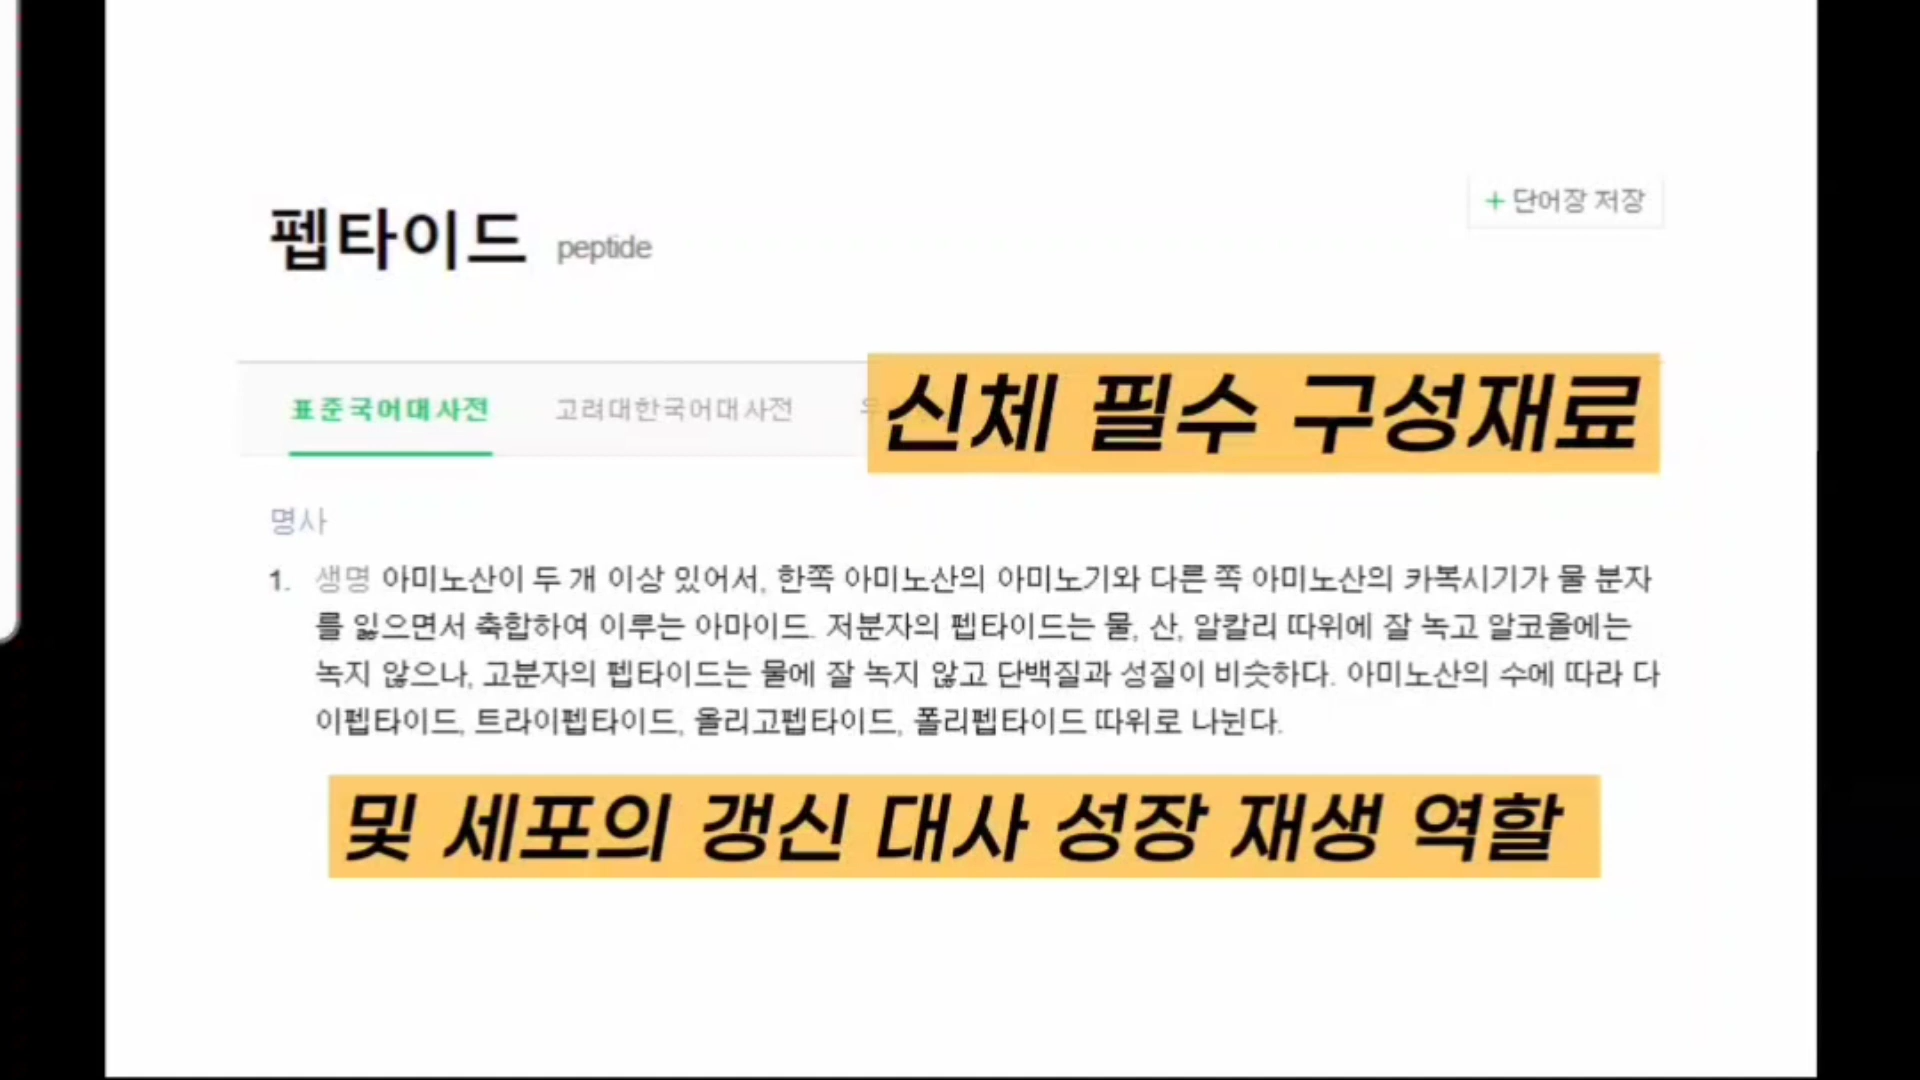 + 단어장 저장
펩타이드 peptide
표준국어대사전 고려대한국어대사전
신체 필수 구성재료
명사
1. 생명 아미노산이 두 개 이상 있어서, 한쪽 아미노산의 아미노기와 다른 쪽 아미노산의 카복시기가 물 분자
를 잃으면서 축합하여 이루는 아마이드. 저분자의 펩타이드는 물, 산, 알칼리 따위에 잘 녹고 알코올에는
녹지 않으나, 고분자의 펩타이드는 물에 잘 녹지 않고 단백질과 성질이 비슷하다. 아미노산의 수에 따라 다
이펩타이드, 트라이펩타이드, 올리고펩타이드, 폴리펩타이드 따위로 나뉜다.
및 세포의 갱신 대사 성장 재생 역할